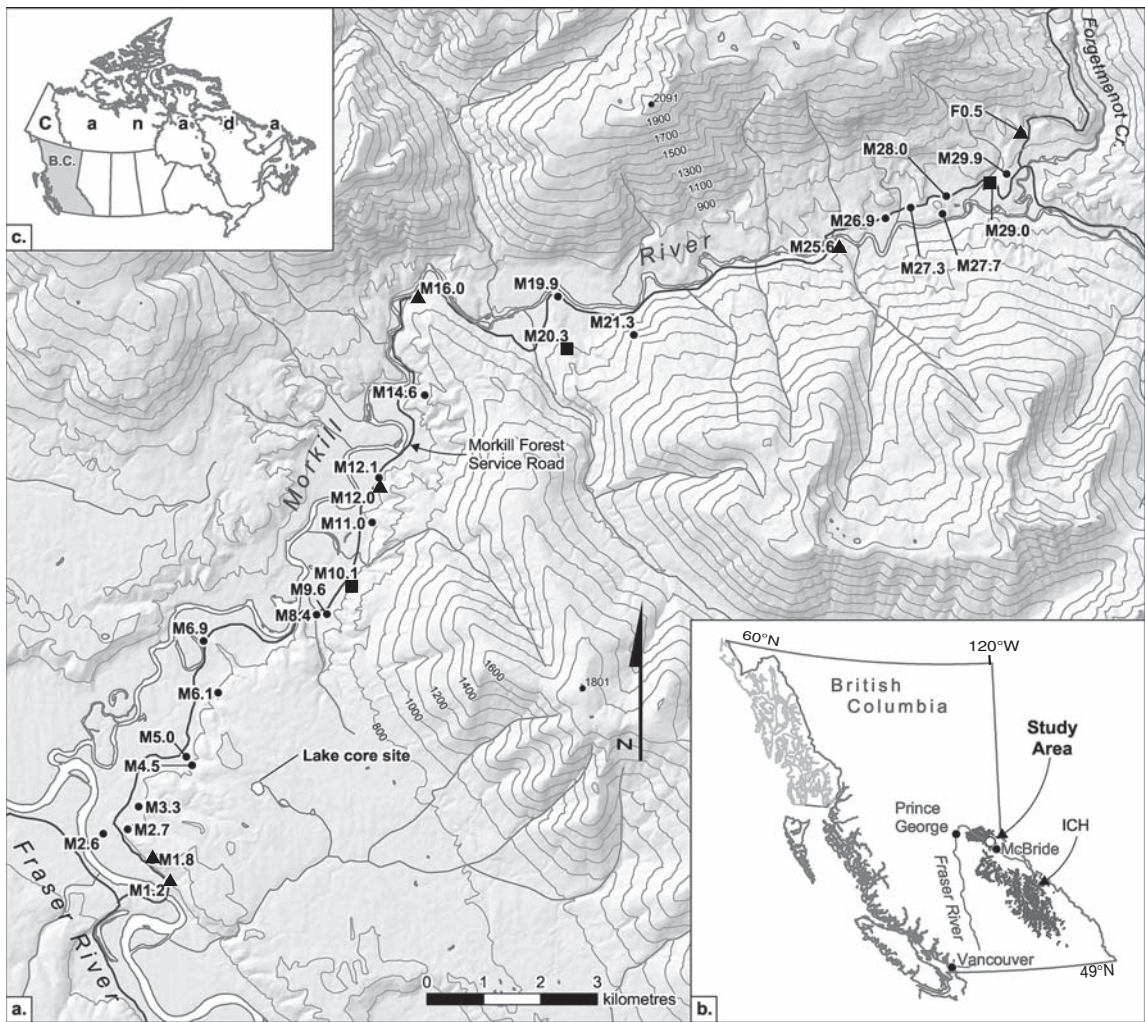 C a n a d a
B.C.
c.
2091
1900
1700
1500
1300
1100
900
Forgetmenot Cr.
F0.5
M28.0
M29.9
M26.9
M29.0
M25.6
M27.3
M27.7
River
M16.0
M19.9
M20.3
M21.3
M14.6
Morkill
Morkill Forest
Service Road
M12.1
M12.0
M11.0
M10.1
M9.6
M8.4
M6.9
M6.1
1600
1400
1200
1000
800
1801
N
M5.0
M4.5
Lake core site
M3.3
M2.7
M2.6
M1.8
M1.2
Fraser River
a.
0 1 2 3
kilometres
60°N
120°W
British
Columbia
Study
Area
Prince
George
ICH
McBride
Fraser River
Vancouver
49°N
b.